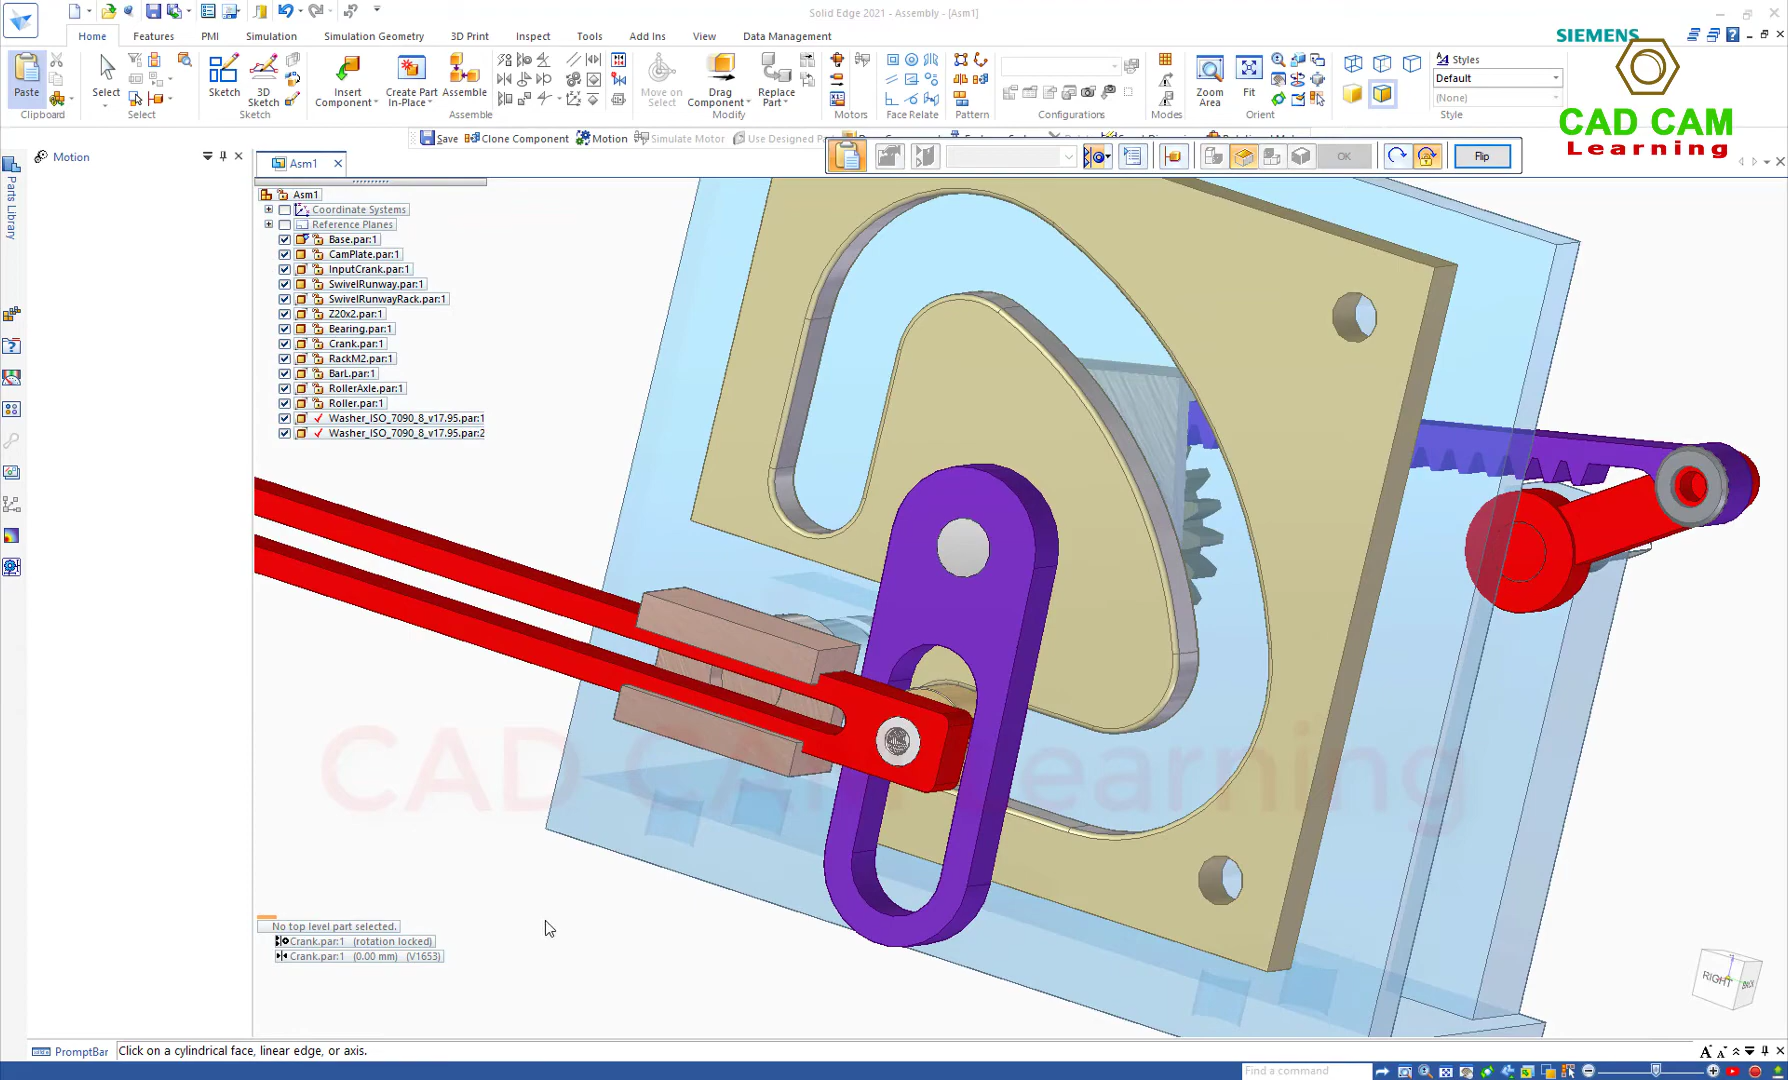 Solid Edge 2021 - Assembly - [Asm1]
Home
Features
PMI
Simulation
Simulation Geometry
3D Print
Inspect
Tools
Add Ins
View
Data Management
SIEMENS
CAD CAM
Learning
Paste
Clipboard
Select
Select
Sketch
3D
Sketch
Sketch
Insert
Component
Create Part
In-Place
Assemble
Assemble
Move on
Select
Drag
Component
Replace
Part
Modify
Motors
Face Relate
Pattern
Configurations
Modes
Zoom
Area
Fit
Orient
Styles
Default
(None)
Style
Save
Clone Component
Motion
Simulate Motor
Use Designed
OK
Flip
Motion
Asm1
Parts Library
Asm1
Coordinate Systems
Reference Planes
Base.par:1
CamPlate.par:1
InputCrank.par:1
SwivelRunway.par:1
SwivelRunwayRack.par:1
Z20x2.par:1
Bearing.par:1
Crank.par:1
RackM2.par:1
BarL.par:1
RollerAxle.par:1
Roller.par:1
Washer_ISO_7090_8_v17.95.par:1
Washer_ISO_7090_8_v17.95.par:2
CAD CAM Learning
No top level part selected.
Crank.par:1 (rotation locked)
Crank.par:1 (0.00 mm) (V1653)
RIGHT
BACK
PromptBar
Click on a cylindrical face, linear edge, or axis.
Find a command